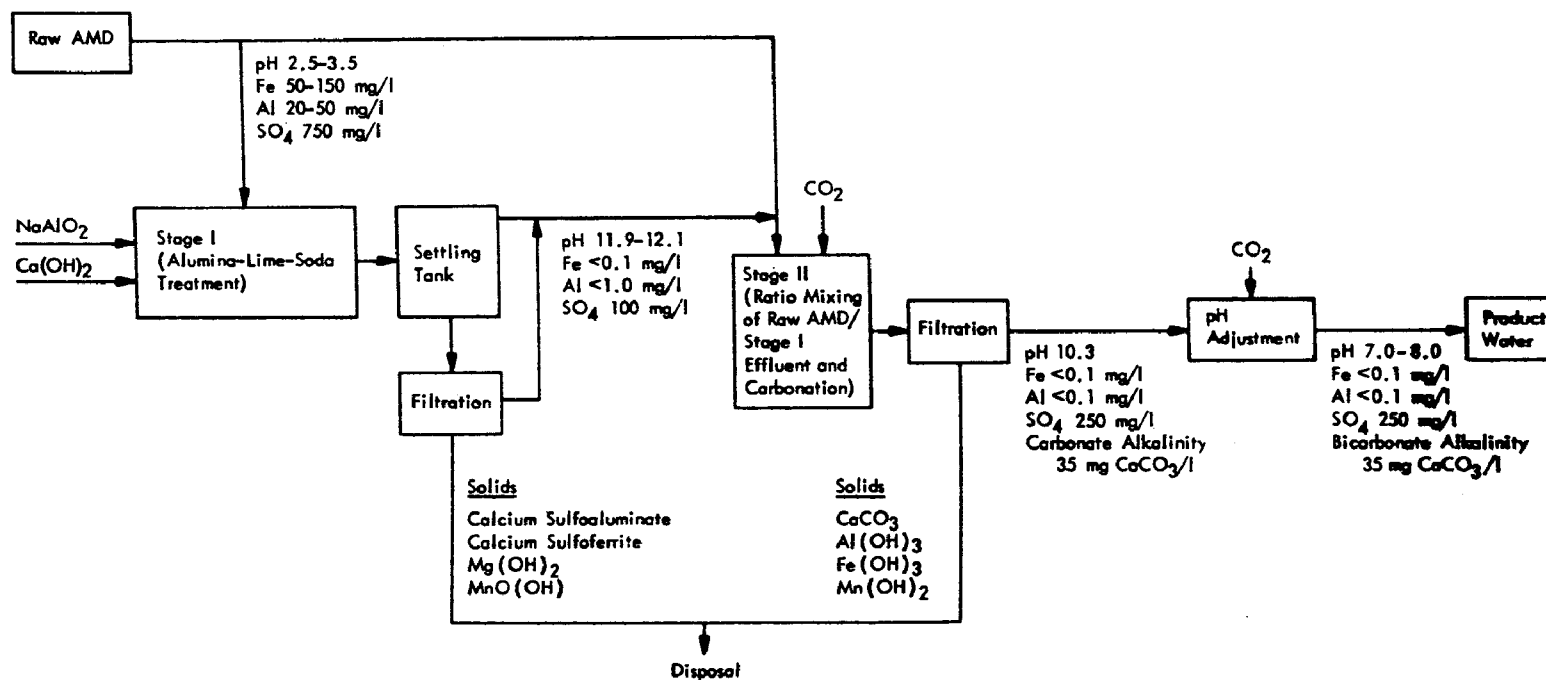 Raw AMD
pH 2.5-3.5
Fe 50-150 mg/l
Al 20-50 mg/l
SO4 750 mg/l
NaAlO2
Ca(OH)2
Stage I
(Alumina-Lime-Soda
Treatment)
Settling
Tank
pH 11.9-12.1
Fe <0.1 mg/l
Al <1.0 mg/l
SO4 100 mg/l
Filtration
CO2
Stage II
(Ratio Mixing
of Raw AMD/
Stage I
Effluent and
Carbonation)
Filtration
pH 10.3
Fe <0.1 mg/l
Al <0.1 mg/l
SO4 250 mg/l
Carbonate Alkalinity
35 mg CaCO3/l
CO2
pH
Adjustment
pH 7.0-8.0
Fe <0.1 mg/l
Al <0.1 mg/l
SO4 250 mg/l
Bicarbonate Alkalinity
35 mg CaCO3/l
Product
Water
Solids
Calcium Sulfoaluminate
Calcium Sulfoferrite
Mg(OH)2
MnO(OH)
Solids
CaCO3
Al(OH)3
Fe(OH)3
Mn(OH)2
Disposal